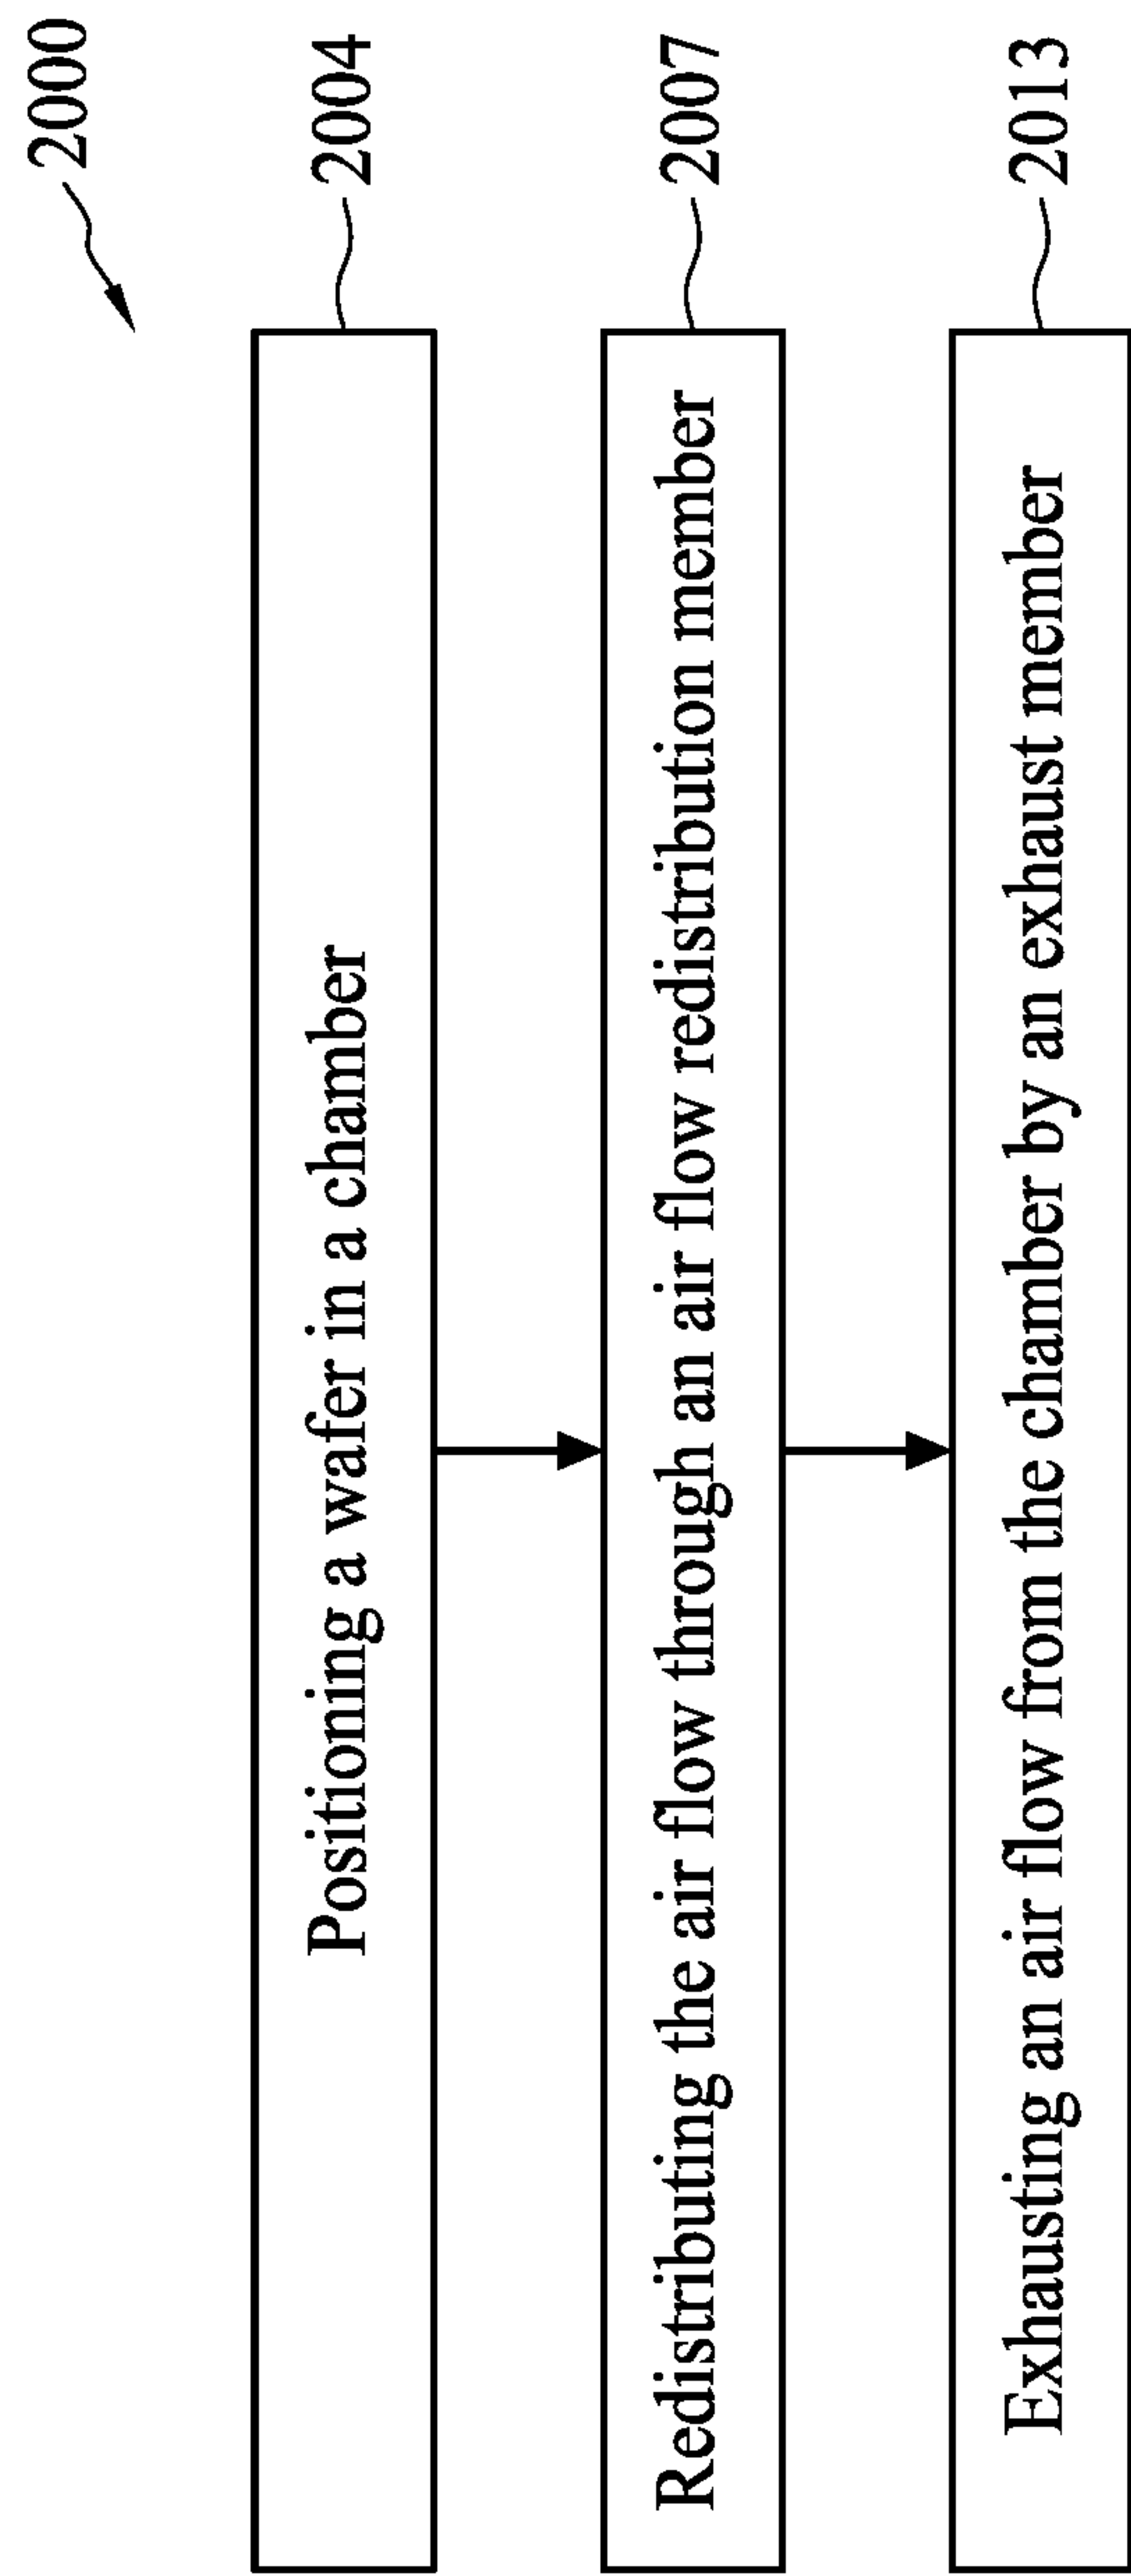 2000
Positioning a wafer in a chamber 2004
Redistributing the air flow through an air flow redistribution member 2007
Exhausting an air flow from the chamber by an exhaust member 2013